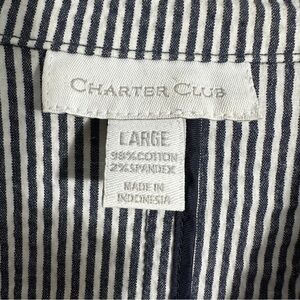 CHARTER CLUB
LARGE
98% COTTON
2% SPANDEX
MADE IN
INDONESIA